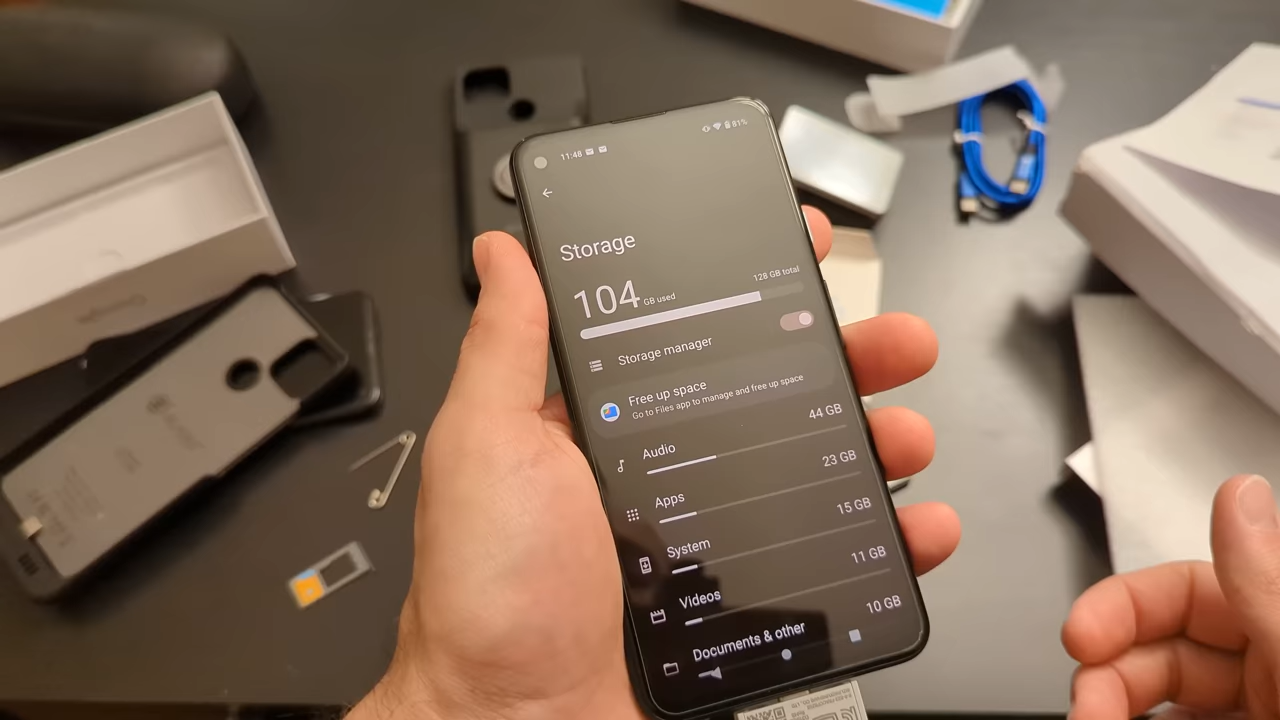 11:48
81%
Storage
104 GB used
128 GB total
Storage manager
Free up space
Go to Files app to manage and free up space
Audio
44 GB
Apps
23 GB
System
15 GB
Videos
11 GB
Documents & other
10 GB